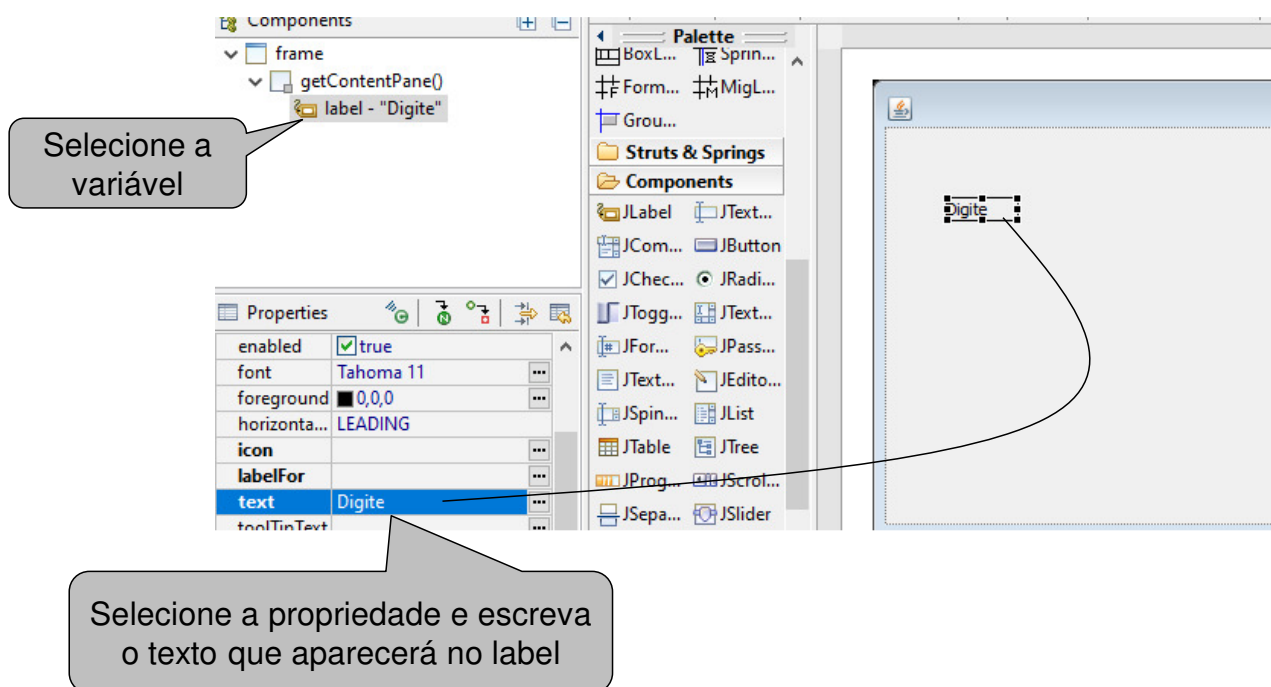 Components
frame
getContentPane()
label - "Digite"
Selecione a
variável
Properties
enabled true
font Tahoma 11
foreground 0,0,0
horizonta... LEADING
icon
labelFor
text Digite
toolTipText
Palette
BoxL... Sprin...
Form... MigL...
Grou...
Struts & Springs
Components
JLabel JText...
JCom... JButton
JChec... JRadi...
JTogg... JText...
JFor... JPass...
JText... JEdito...
JSpin... JList
JTable JTree
JProg... JScrol...
JSepa... JSlider
Digite
Selecione a propriedade e escreva
o texto que aparecerá no label